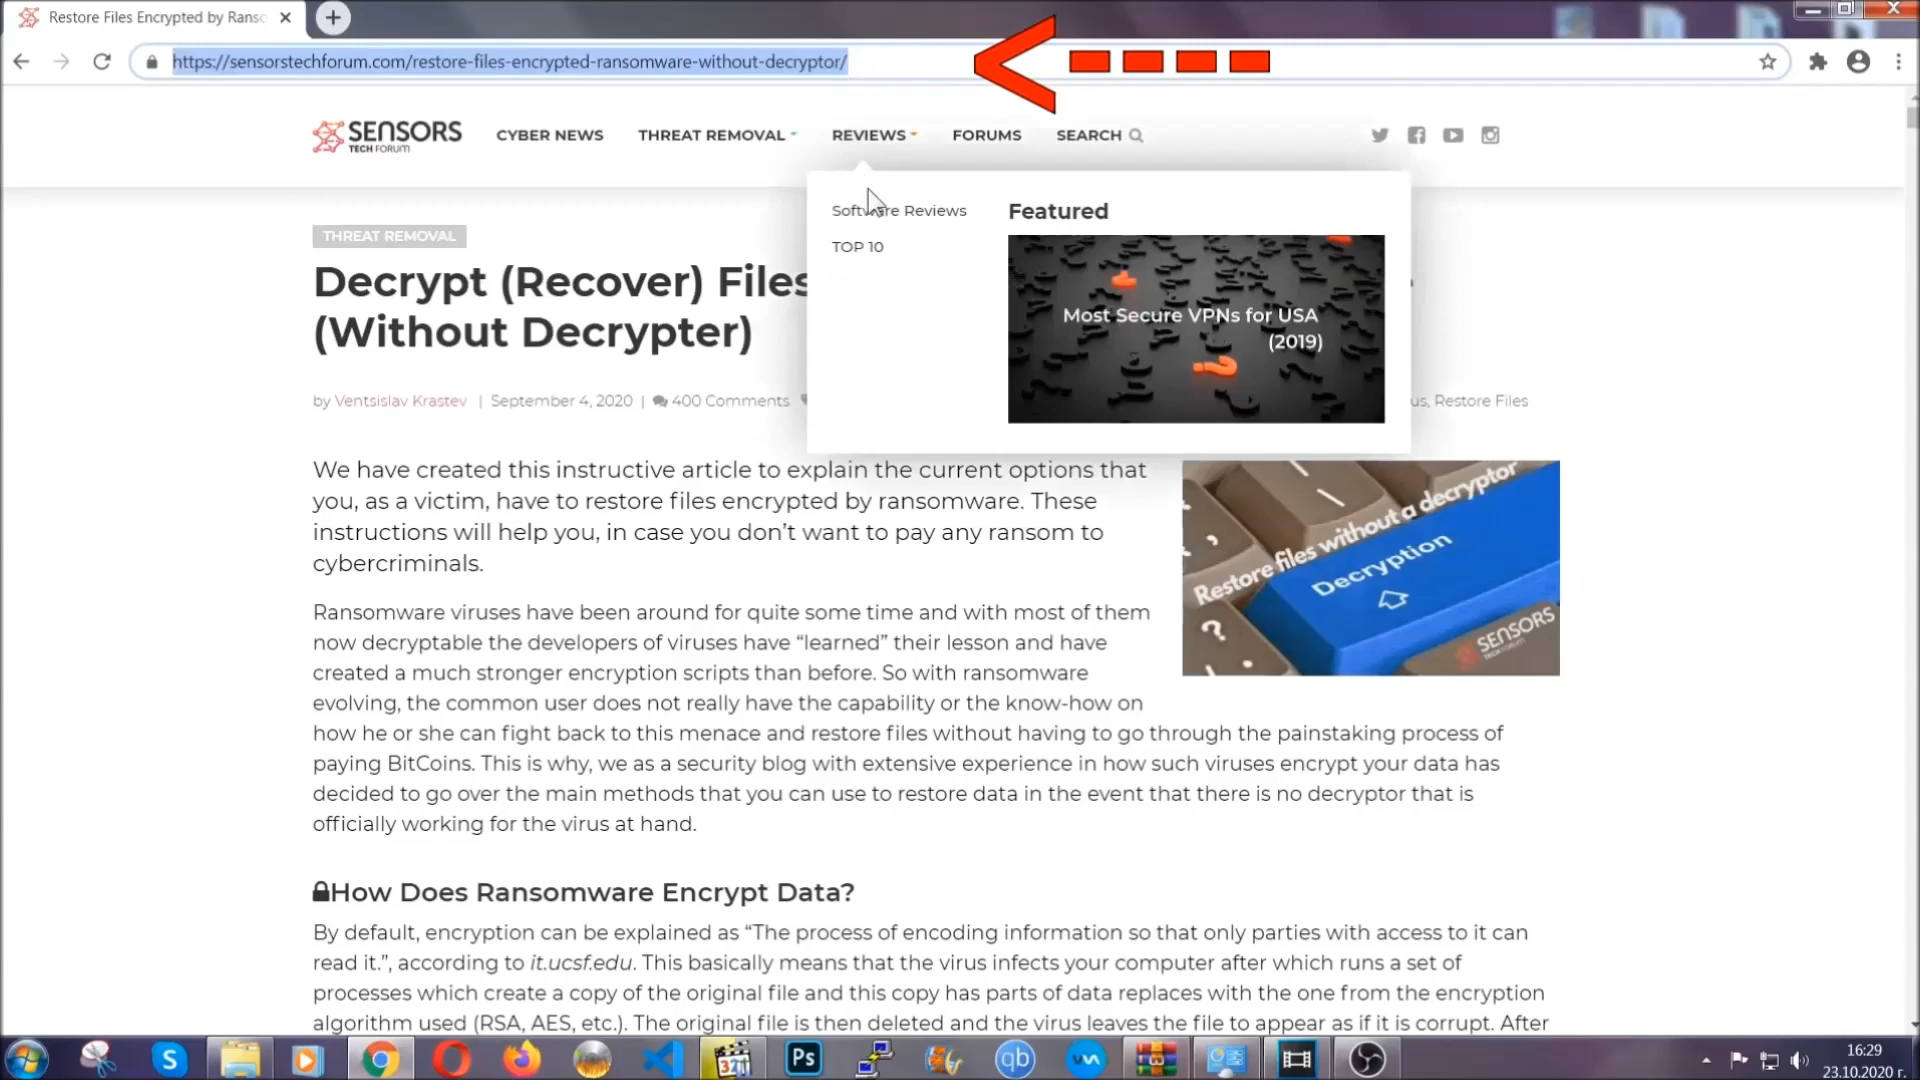 Restore Files Encrypted by Ranso
https://sensorstechforum.com/restore-files-encrypted-ransomware-without-decryptor/
SENSORS
TECH FORUM
CYBER NEWS
THREAT REMOVAL
REVIEWS
FORUMS
SEARCH
Software Reviews
TOP 10
Featured
Most Secure VPNs for USA
(2019)
THREAT REMOVAL
Decrypt (Recover) Files
(Without Decrypter)
by Ventsislav Krastev | September 4, 2020 | 400 Comments
us, Restore Files
We have created this instructive article to explain the current options that
you, as a victim, have to restore files encrypted by ransomware. These
instructions will help you, in case you don’t want to pay any ransom to
cybercriminals.
Restore files without a decryptor
Decryption
SENSORS
TECH FORUM
Ransomware viruses have been around for quite some time and with most of them
now decryptable the developers of viruses have “learned” their lesson and have
created a much stronger encryption scripts than before. So with ransomware
evolving, the common user does not really have the capability or the know-how on
how he or she can fight back to this menace and restore files without having to go through the painstaking process of
paying BitCoins. This is why, we as a security blog with extensive experience in how such viruses encrypt your data has
decided to go over the main methods that you can use to restore data in the event that there is no decryptor that is
officially working for the virus at hand.
How Does Ransomware Encrypt Data?
By default, encryption can be explained as “The process of encoding information so that only parties with access to it can
read it.”, according to it.ucsf.edu. This basically means that the virus infects your computer after which runs a set of
processes which create a copy of the original file and this copy has parts of data replaces with the one from the encryption
algorithm used (RSA, AES, etc.). The original file is then deleted and the virus leaves the file to appear as if it is corrupt. After
S
321
Ps
qb
16:29
23.10.2020 г.